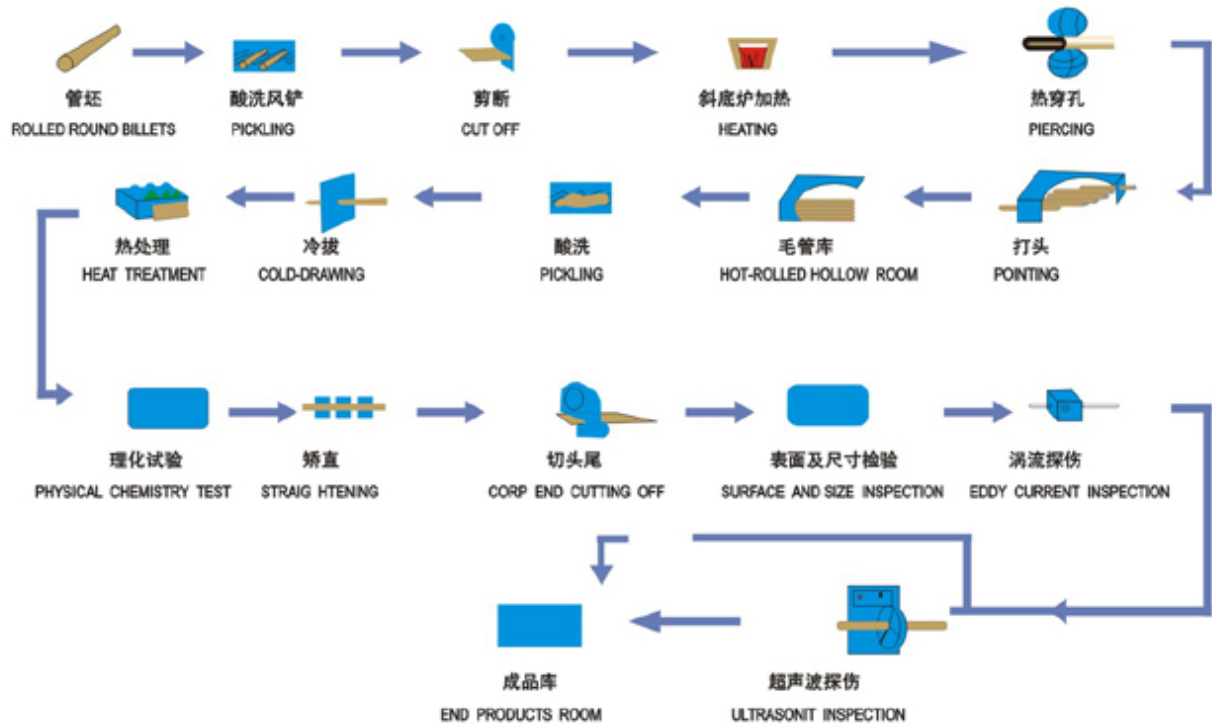 管坯
ROLLED ROUND BILLETS
酸洗风铲
PICKLING
剪断
CUT OFF
斜底炉加热
HEATING
热穿孔
PIERCING
热处理
HEAT TREATMENT
冷拔
COLD-DRAWING
酸洗
PICKLING
毛管库
HOT-ROLLED HOLLOW ROOM
打头
POINTING
理化试验
PHYSICAL CHEMISTRY TEST
矫直
STRAIG HTENING
切头尾
CORP END CUTTING OFF
表面及尺寸检验
SURFACE AND SIZE INSPECTION
涡流探伤
EDDY CURRENT INSPECTION
成品库
END PRODUCTS ROOM
超声波探伤
ULTRASONIT INSPECTION